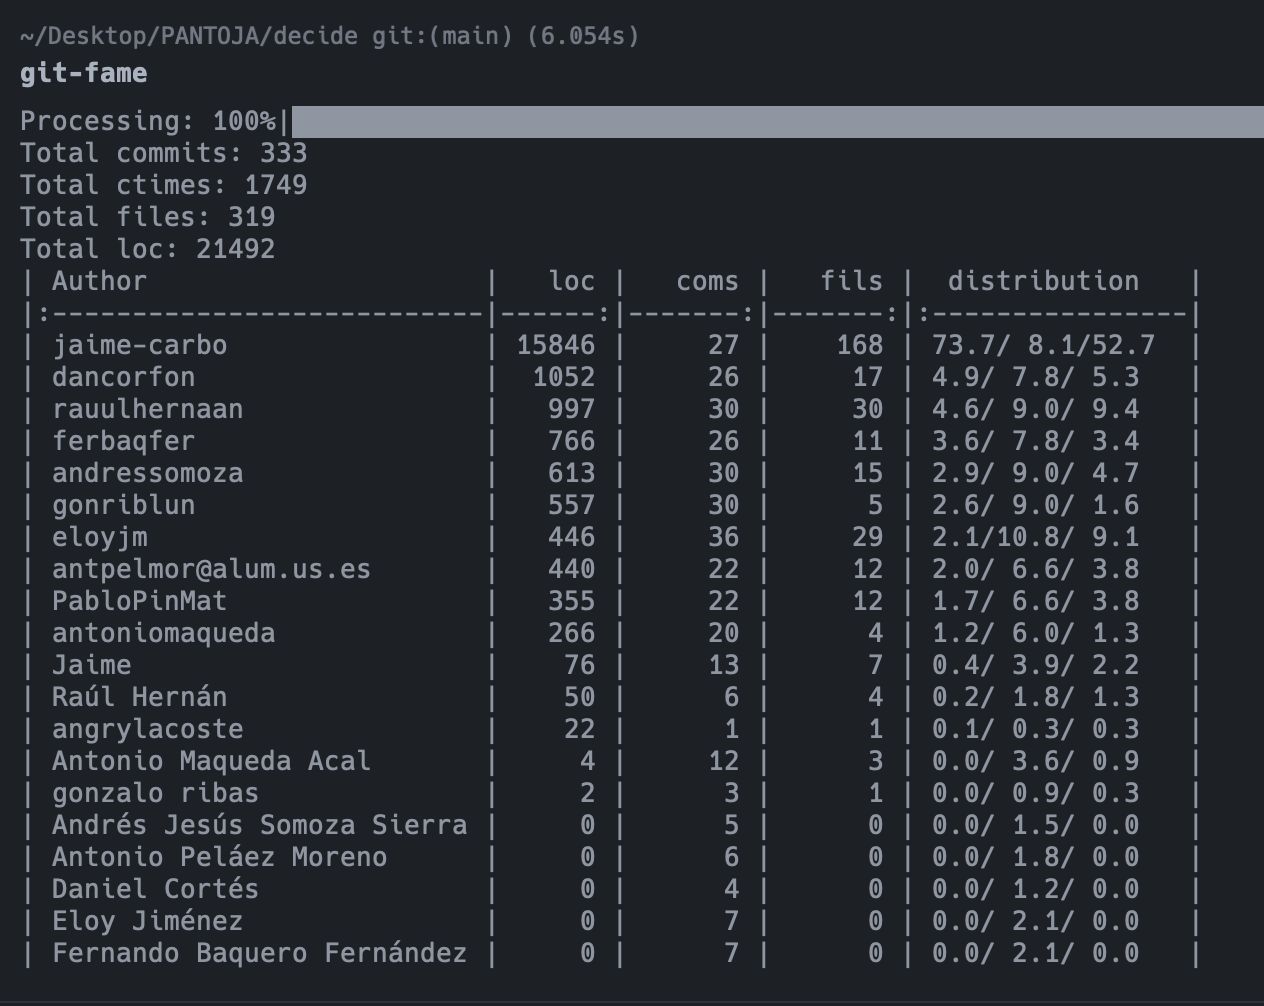 ~/Desktop/PANTOJA/decide git:(main) (6.054s)
git-fame
Processing: 100%|
Total commits: 333
Total ctimes: 1749
Total files: 319
Total loc: 21492
| Author                     |   loc |   coms |   fils |  distribution   |
|:---------------------------|------:|-------:|-------:|:----------------|
| jaime-carbo                | 15846 |     27 |    168 | 73.7/ 8.1/52.7  |
| dancorfon                  |  1052 |     26 |     17 | 4.9/ 7.8/ 5.3   |
| rauulhernaan               |   997 |     30 |     30 | 4.6/ 9.0/ 9.4   |
| ferbaqfer                  |   766 |     26 |     11 | 3.6/ 7.8/ 3.4   |
| andressomoza               |   613 |     30 |     15 | 2.9/ 9.0/ 4.7   |
| gonriblun                  |   557 |     30 |      5 | 2.6/ 9.0/ 1.6   |
| eloyjm                     |   446 |     36 |     29 | 2.1/10.8/ 9.1   |
| antpelmor@alum.us.es       |   440 |     22 |     12 | 2.0/ 6.6/ 3.8   |
| PabloPinMat                |   355 |     22 |     12 | 1.7/ 6.6/ 3.8   |
| antoniomaqueda             |   266 |     20 |      4 | 1.2/ 6.0/ 1.3   |
| Jaime                      |    76 |     13 |      7 | 0.4/ 3.9/ 2.2   |
| Raúl Hernán                |    50 |      6 |      4 | 0.2/ 1.8/ 1.3   |
| angrylacoste               |    22 |      1 |      1 | 0.1/ 0.3/ 0.3   |
| Antonio Maqueda Acal       |     4 |     12 |      3 | 0.0/ 3.6/ 0.9   |
| gonzalo ribas              |     2 |      3 |      1 | 0.0/ 0.9/ 0.3   |
| Andrés Jesús Somoza Sierra |     0 |      5 |      0 | 0.0/ 1.5/ 0.0   |
| Antonio Peláez Moreno      |     0 |      6 |      0 | 0.0/ 1.8/ 0.0   |
| Daniel Cortés              |     0 |      4 |      0 | 0.0/ 1.2/ 0.0   |
| Eloy Jiménez               |     0 |      7 |      0 | 0.0/ 2.1/ 0.0   |
| Fernando Baquero Fernández |     0 |      7 |      0 | 0.0/ 2.1/ 0.0   |